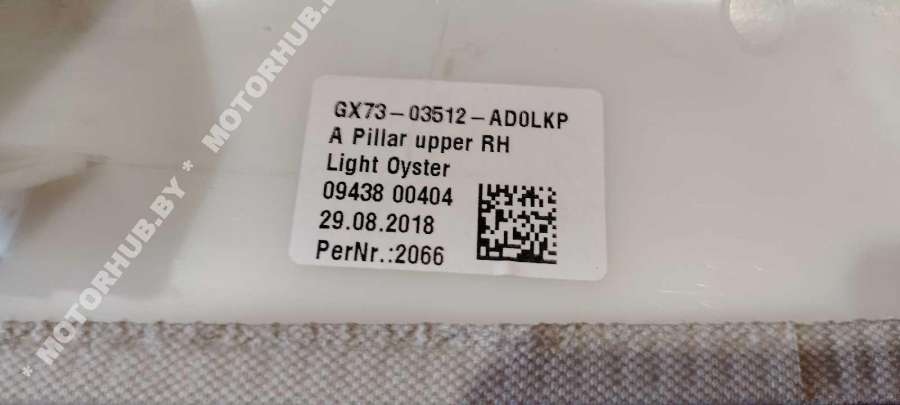 GX73-03512-AD0LKP
A Pillar upper RH
Light Oyster
09438 00404
29.08.2018
PerNr.:2066
* MOTORHUB.BY * MOTORHUB.BY